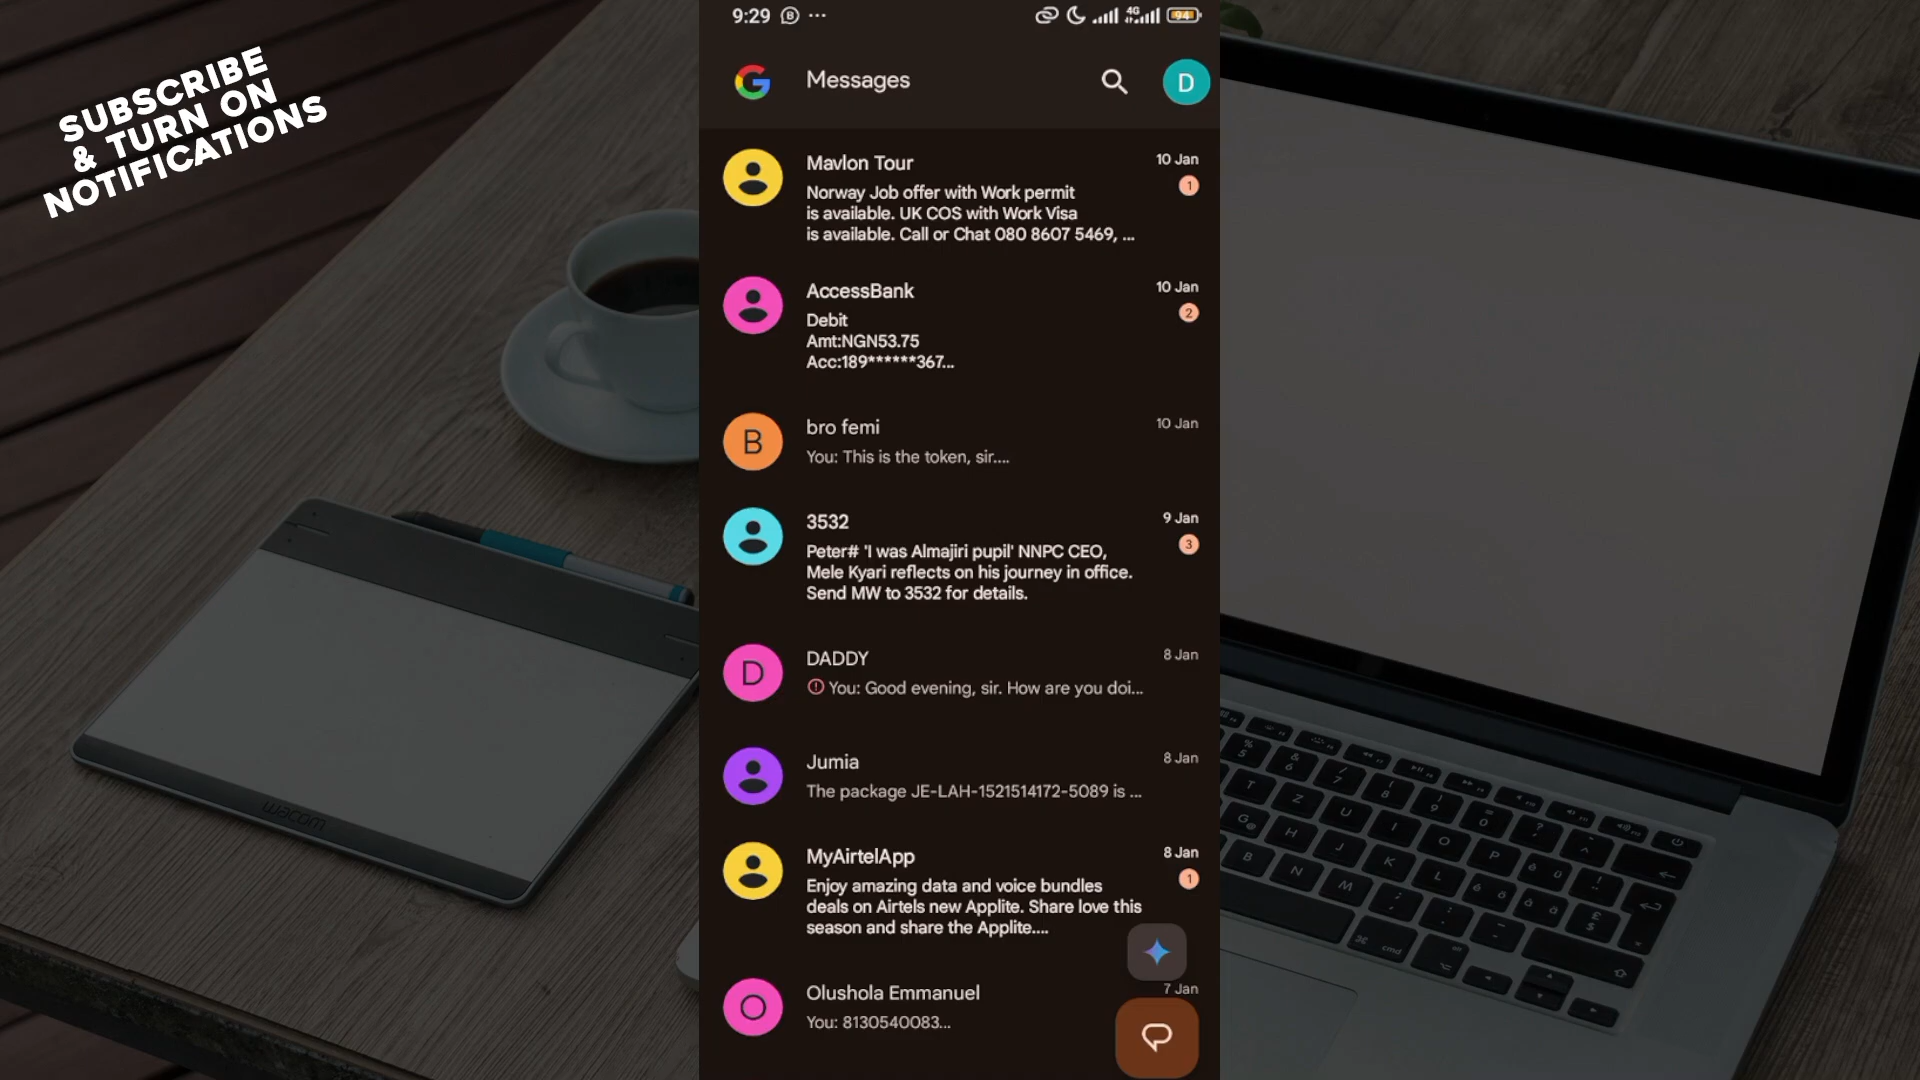 SUBSCRIBE
& TURN ON
NOTIFICATIONS
9:29
4G
94
Messages
D
Mavlon Tour
10 Jan
Norway Job offer with Work permit
is available. UK COS with Work Visa
is available. Call or Chat 080 8607 5469, ...
1
AccessBank
10 Jan
Debit
Amt:NGN53.75
Acc:189******367...
2
B
bro femi
10 Jan
You: This is the token, sir....
3532
9 Jan
Peter# 'I was Almajiri pupil' NNPC CEO,
Mele Kyari reflects on his journey in office.
Send MW to 3532 for details.
3
D
DADDY
8 Jan
You: Good evening, sir. How are you doi...
Jumia
8 Jan
The package JE-LAH-1521514172-5089 is ...
MyAirtelApp
8 Jan
Enjoy amazing data and voice bundles
deals on Airtels new Applite. Share love this
season and share the Applite....
1
O
Olushola Emmanuel
7 Jan
You: 8130540083...
wacom